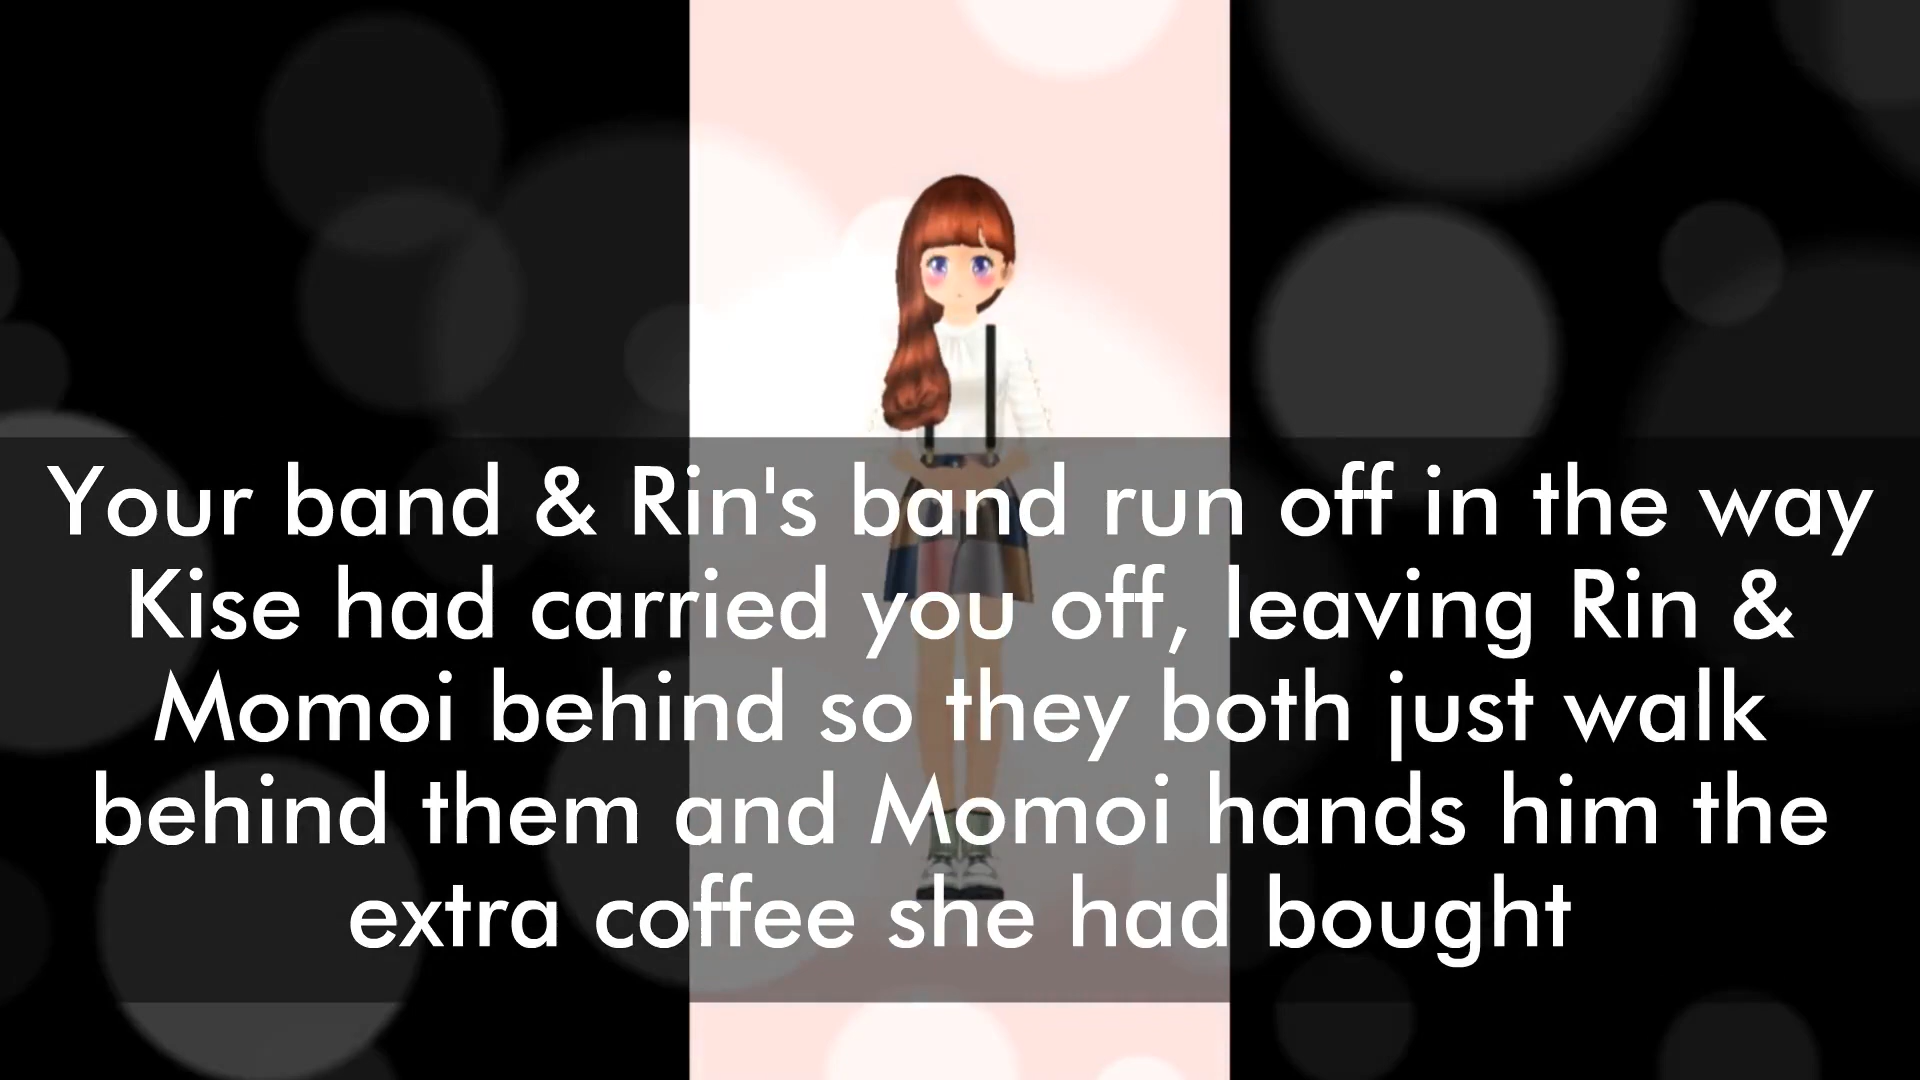 Your band & Rin's band run off in the way
Kise had carried you off, leaving Rin &
Momoi behind so they both just walk
behind them and Momoi hands him the
extra coffee she had bought